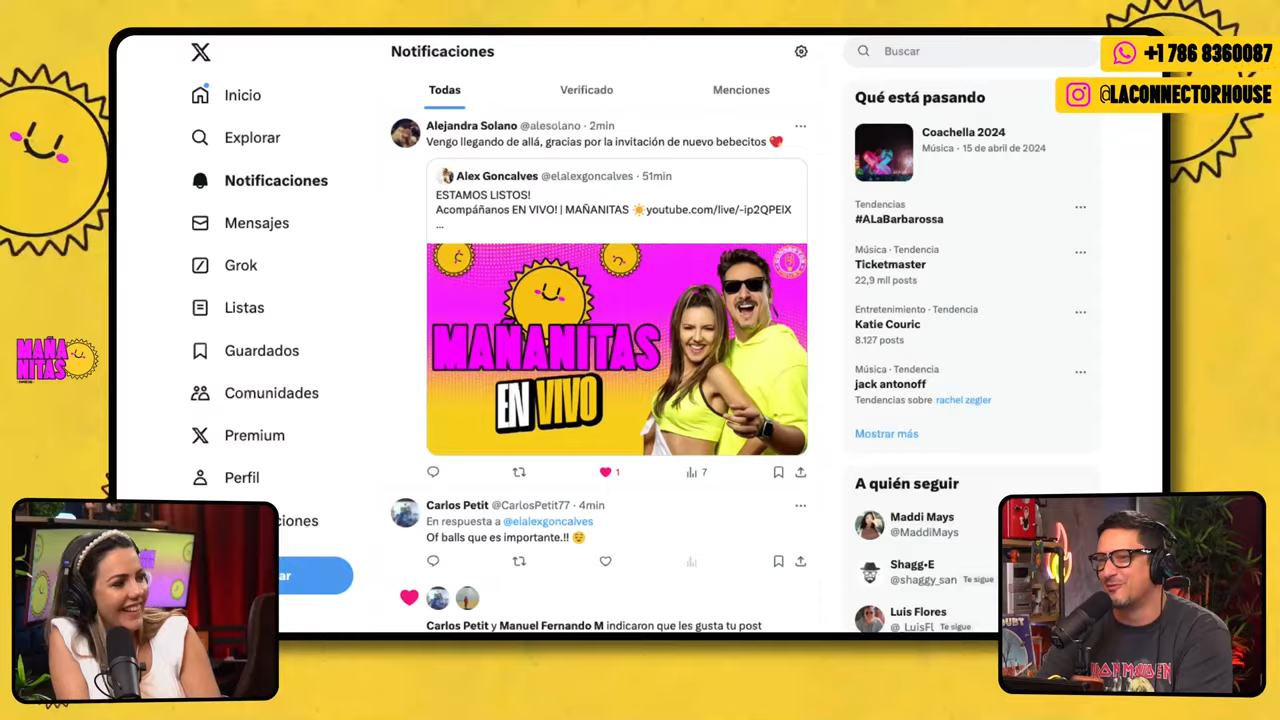 Notificaciones
Buscar
+1 786 8360087
@LACONNECTORHOUSE
Todas
Verificado
Menciones
Inicio
Explorar
Notificaciones
Mensajes
Grok
Listas
Guardados
Comunidades
Premium
Perfil
ciones
ar
Alejandra Solano @alesolano · 2min
Vengo llegando de allá, gracias por la invitación de nuevo bebecitos 💖
Alex Goncalves @elalexgoncalves · 51min
ESTAMOS LISTOS!
Acompáñanos EN VIVO! | MAÑANITAS ☀️youtube.com/live/-ip2QPElX
...
MAÑANITAS
EN VIVO
1
7
Carlos Petit @CarlosPetit77 · 4min
En respuesta a @elalexgoncalves
Of balls que es importante.!! 😌
Carlos Petit y Manuel Fernando M indicaron que les gusta tu post
Qué está pasando
Coachella 2024
Música · 15 de abril de 2024
Tendencias
#ALaBarbarossa
Música · Tendencia
Ticketmaster
22,9 mil posts
Entretenimiento · Tendencia
Katie Couric
8.127 posts
Música · Tendencia
jack antonoff
Tendencias sobre rachel zegler
Mostrar más
A quién seguir
Maddi Mays
@MaddiMays
Shagg•E
@shaggy_san Te sigue
Luis Flores
@_LuisFl Te sigue
MAÑA
NITAS
IRON MAIDEN